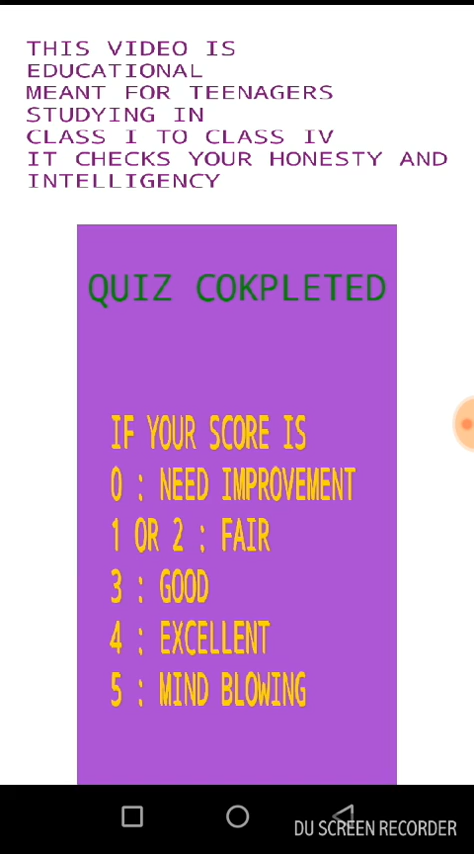 THIS VIDEO IS
EDUCATIONAL
MEANT FOR TEENAGERS
STUDYING IN
CLASS I TO CLASS IV
IT CHECKS YOUR HONESTY AND
INTELLIGENCY
QUIZ COKPLETED
IF YOUR SCORE IS
0 : NEED IMPROVEMENT
1 OR 2 : FAIR
3 : GOOD
4 : EXCELLENT
5 : MIND BLOWING
DU SCREEN RECORDER